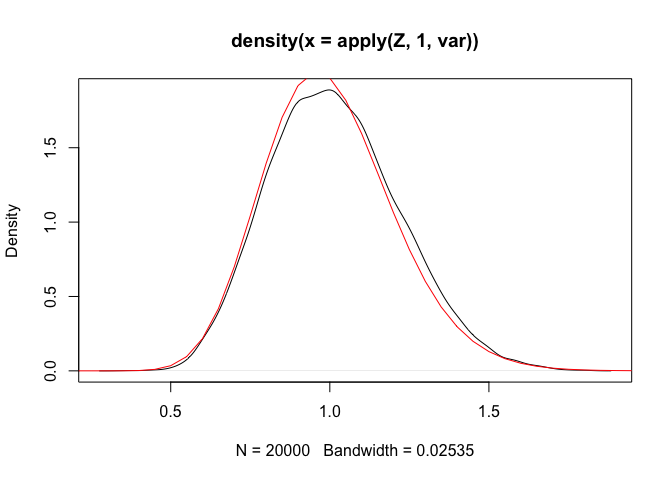 density(x = apply(Z, 1, var))
Density
0.0
0.5
1.0
1.5
0.5
1.0
1.5
N = 20000   Bandwidth = 0.02535